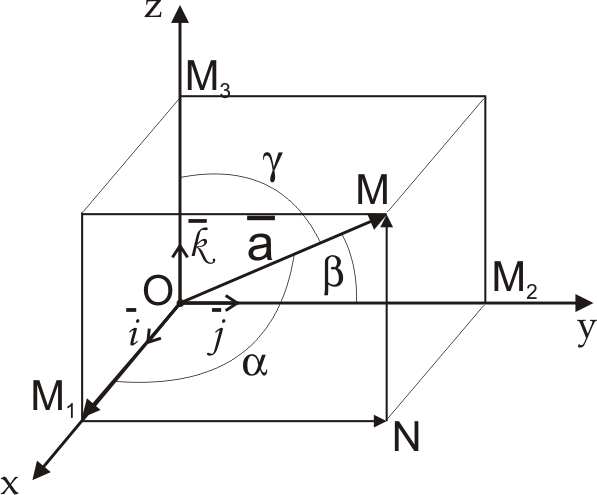 z
M₃
γ
M
k̅
a̅
β
O
M₂
i̅
j̅
y
α
M₁
N
x